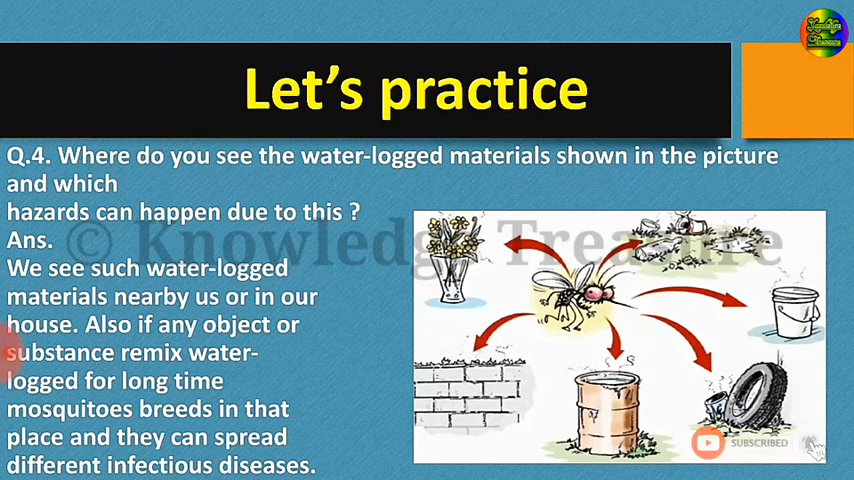 Knowledge
Treasure
Let's practice
Q.4. Where do you see the water-logged materials shown in the picture
and which
hazards can happen due to this ?
© Knowledge Treasure
Ans.
We see such water-logged
materials nearby us or in our
house. Also if any object or
substance remix water-
logged for long time
mosquitoes breeds in that
place and they can spread
different infectious diseases.
SUBSCRIBED